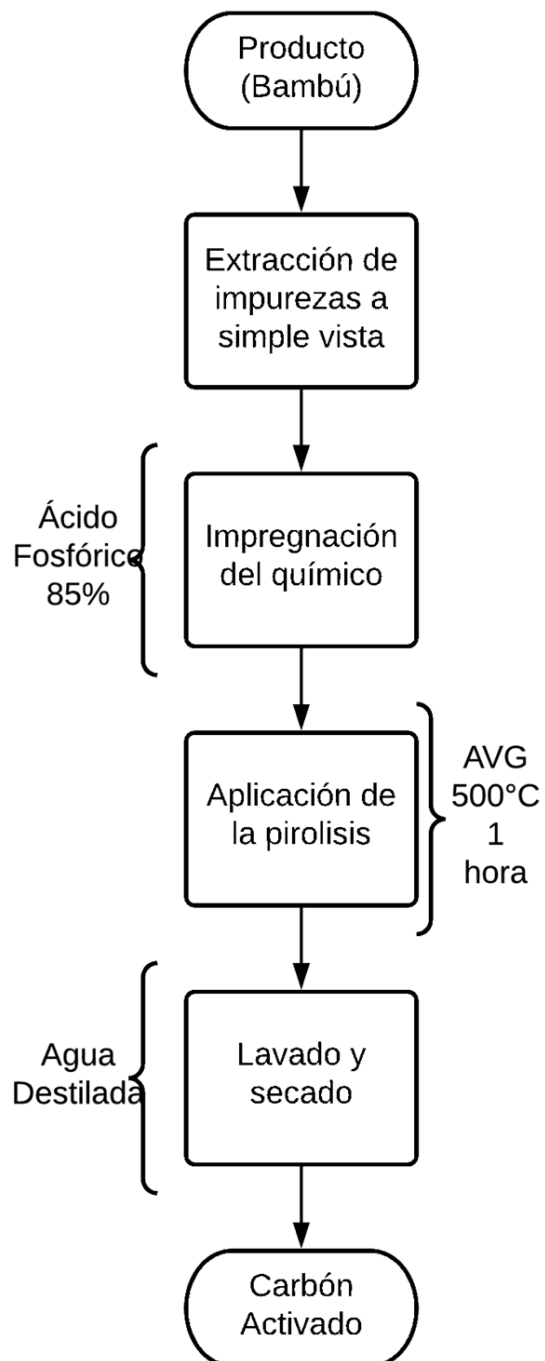 Producto
(Bambú)
Extracción de
impurezas a
simple vista
Ácido
Fosfórico
85%
Impregnación
del químico
Aplicación de
la pirolisis
AVG
500°C
1
hora
Agua
Destilada
Lavado y
secado
Carbón
Activado